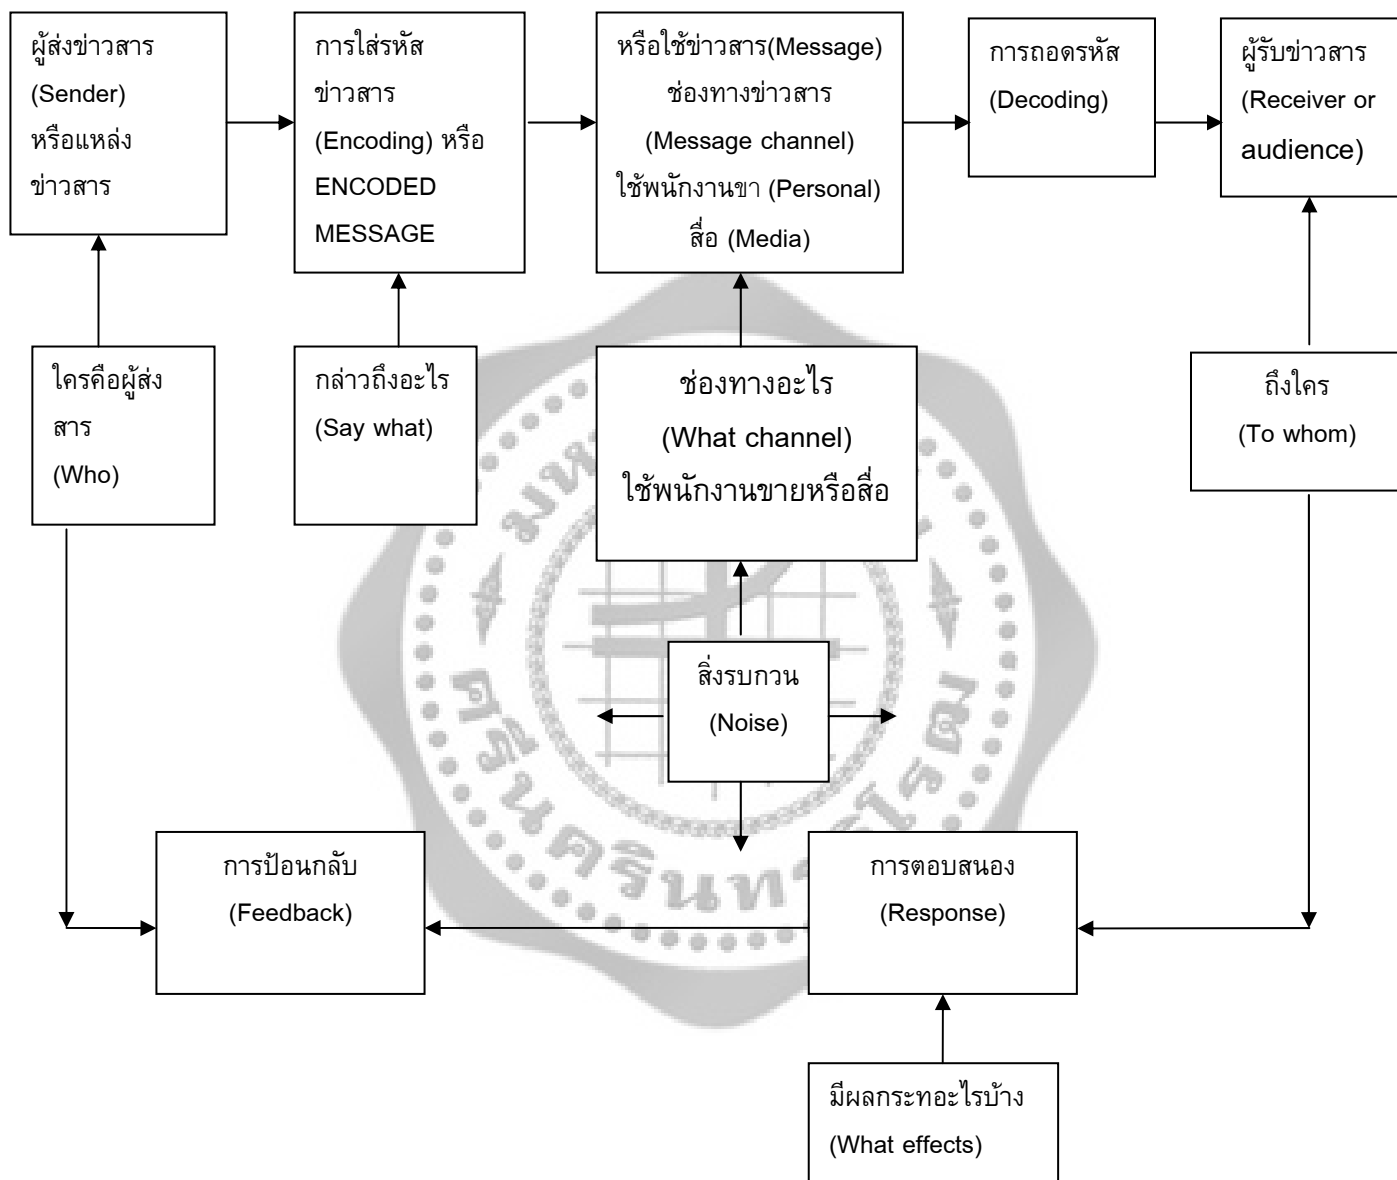 ผู้ส่งข่าวสาร
(Sender)
หรือแหล่ง
ข่าวสาร
การใส่รหัส
ข่าวสาร
(Encoding) หรือ
ENCODED
MESSAGE
หรือใช้ข่าวสาร(Message)
ช่องทางข่าวสาร
(Message channel)
ใช้พนักงานขา (Personal)
สื่อ (Media)
การถอดรหัส
(Decoding)
ผู้รับข่าวสาร
(Receiver or
audience)
ใครคือผู้ส่ง
สาร
(Who)
กล่าวถึงอะไร
(Say what)
ช่องทางอะไร
(What channel)
ใช้พนักงานขายหรือสื่อ
ถึงใคร
(To whom)
สิ่งรบกวน
(Noise)
การป้อนกลับ
(Feedback)
การตอบสนอง
(Response)
มีผลกระทอะไรบ้าง
(What effects)